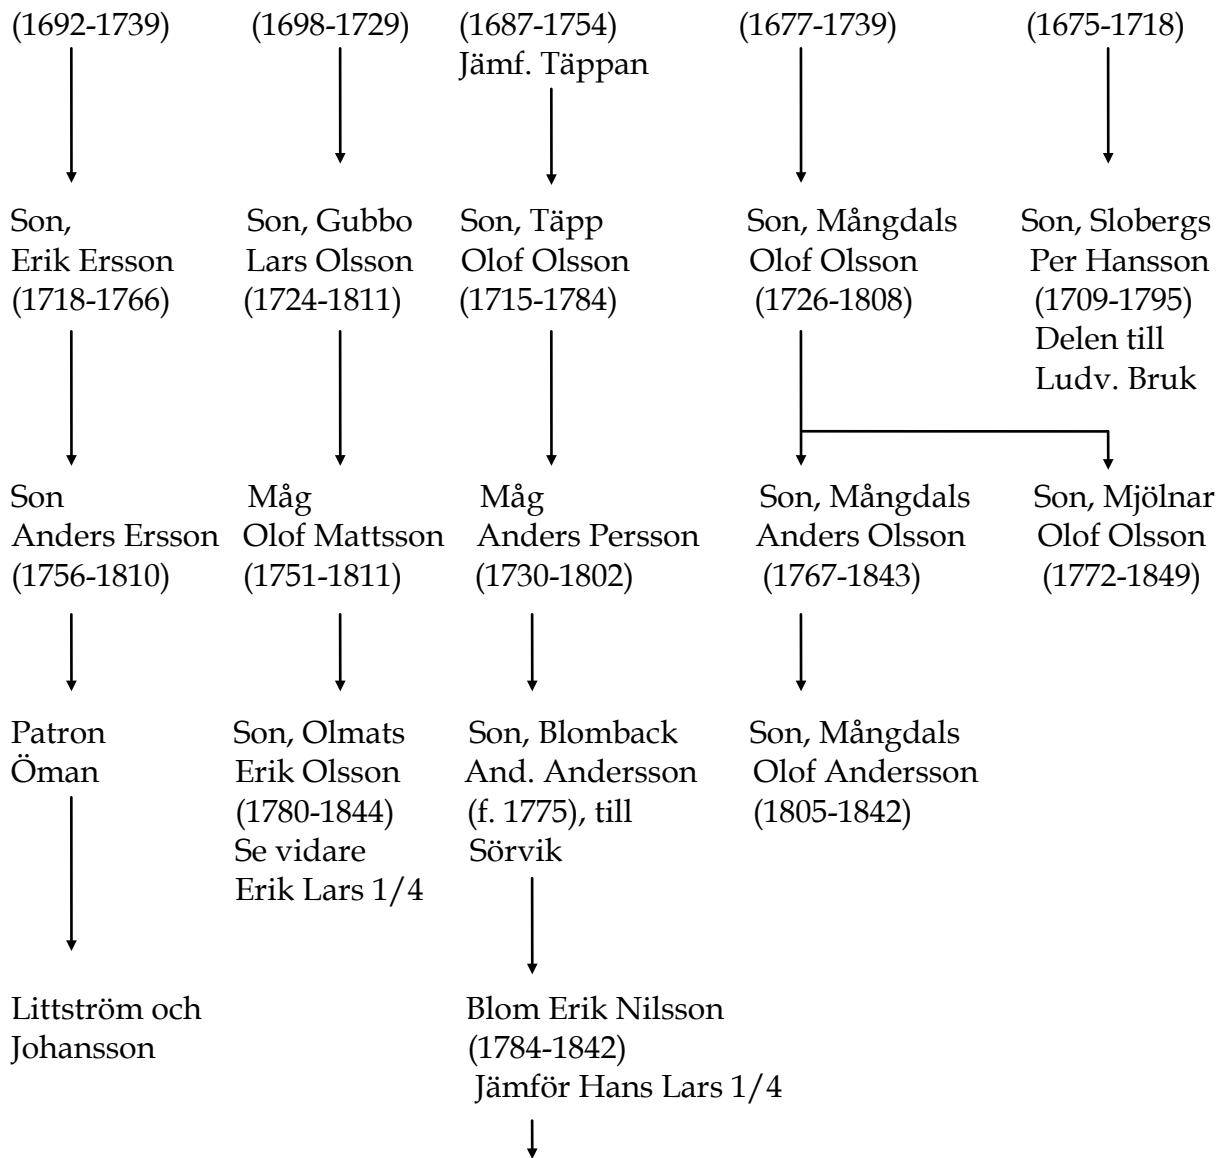 (1692-1739)
(1698-1729)
(1687-1754)
Jämf. Täppan
(1677-1739)
(1675-1718)
Son,
Erik Ersson
(1718-1766)
Son, Gubbo
Lars Olsson
(1724-1811)
Son, Täpp
Olof Olsson
(1715-1784)
Son, Mångdals
Olof Olsson
(1726-1808)
Son, Slobergs
Per Hansson
(1709-1795)
Delen till
Ludv. Bruk
Son
Anders Ersson
(1756-1810)
Måg
Olof Mattsson
(1751-1811)
Måg
Anders Persson
(1730-1802)
Son, Mångdals
Anders Olsson
(1767-1843)
Son, Mjölnar
Olof Olsson
(1772-1849)
Patron
Öman
Son, Olmats
Erik Olsson
(1780-1844)
Se vidare
Erik Lars 1/4
Son, Blomback
And. Andersson
(f. 1775), till
Sörvik
Son, Mångdals
Olof Andersson
(1805-1842)
Littström och
Johansson
Blom Erik Nilsson
(1784-1842)
Jämför Hans Lars 1/4